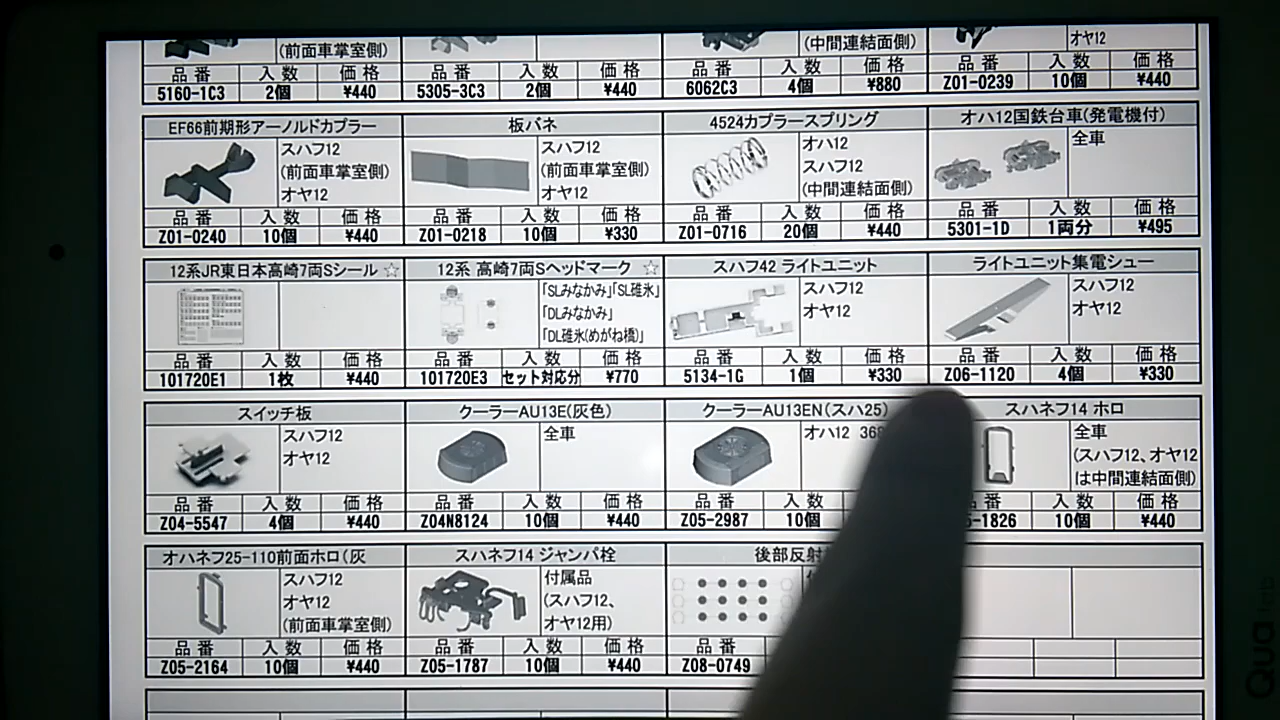 (前面車掌室側)
(中間連結面側)
オヤ12
品番 入数 価格
5160-1C3 2個 ¥440
品番 入数 価格
5305-3C3 2個 ¥440
品番 入数 価格
6062C3 4個 ¥880
品番 入数 価格
Z01-0239 10個 ¥440
EF66前期形アーノルドカプラー
スハフ12
(前面車掌室側)
オヤ12
品番 入数 価格
Z01-0240 10個 ¥440
板バネ
スハフ12
(前面車掌室側)
オヤ12
品番 入数 価格
Z01-0218 10個 ¥330
4524カプラースプリング
オハ12
スハフ12
(中間連結面側)
品番 入数 価格
Z01-0716 20個 ¥440
オハ12国鉄台車(発電機付)
全車
品番 入数 価格
5301-1D 1両分 ¥495
12系JR東日本高崎7両Sシール ☆
品番 入数 価格
101720E1 1枚 ¥440
12系 高崎7両Sヘッドマーク ☆
「SLみなかみ」「SL碓氷」
「DLみなかみ」
「DL碓氷(めがね橋)」
品番 入数 価格
101720E3 セット対応分 ¥770
スハフ42 ライトユニット
スハフ12
オヤ12
品番 入数 価格
5134-1G 1個 ¥330
ライトユニット集電シュー
スハフ12
オヤ12
品番 入数 価格
Z06-1120 4個 ¥330
スイッチ板
スハフ12
オヤ12
品番 入数 価格
Z04-5547 4個 ¥440
クーラーAU13E(灰色)
全車
品番 入数 価格
Z04N8124 10個 ¥440
クーラーAU13EN(スハ25)
オハ12
品番 入数
Z05-2987 10個
スハネフ14 ホロ
全車
(スハフ12、オヤ12
は中間連結面側)
番 入数 価格
-1826 10個 ¥440
オハネフ25-110前面ホロ(灰
スハフ12
オヤ12
(前面車掌室側)
品番 入数 価格
Z05-2164 10個 ¥440
スハネフ14 ジャンパ栓
付属品
(スハフ12、
オヤ12用)
品番 入数 価格
Z05-1787 10個 ¥440
後部反射
品番
Z08-0749
Qua